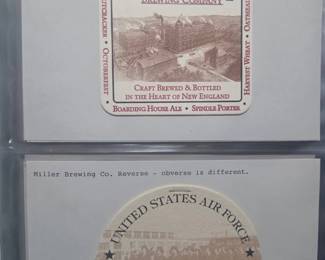 BREWING COMPANY
NUTCRACKER • OCTOBERFEST
OATMEAL
HARVEST WHEAT
CRAFT BREWED & BOTTLED
IN THE HEART OF NEW ENGLAND
BOARDING HOUSE ALE • SPINDLE PORTER
Miller Brewing Co. Reverse - obverse is different.
★ UNITED STATES AIR FORCE ★